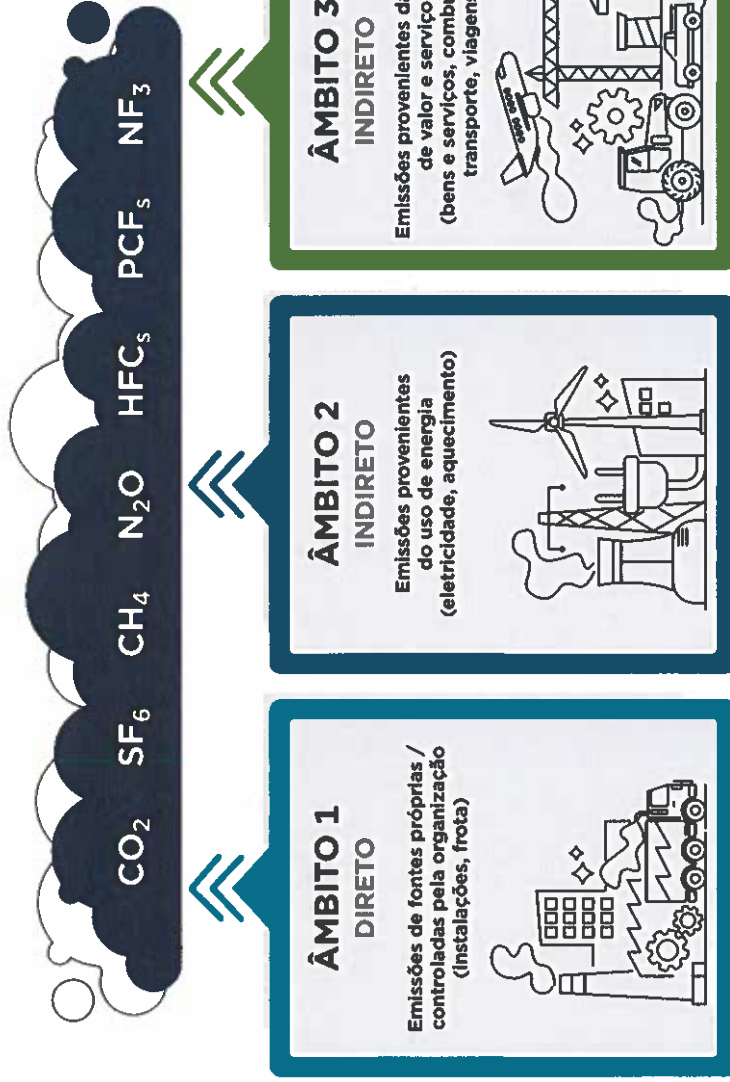 CO₂ SF₆ CH₄ N₂O HFCₛ PCFₛ NF₃
ÂMBITO 1
DIRETO
Emissões de fontes próprias /
controladas pela organização
(instalações, frota)
ÂMBITO 2
INDIRETO
Emissões provenientes
do uso de energia
(eletricidade, aquecimento)
ÂMBITO 3
INDIRETO
Emissões provenientes da
de valor e serviço
(bens e serviços,
transporte, viagens